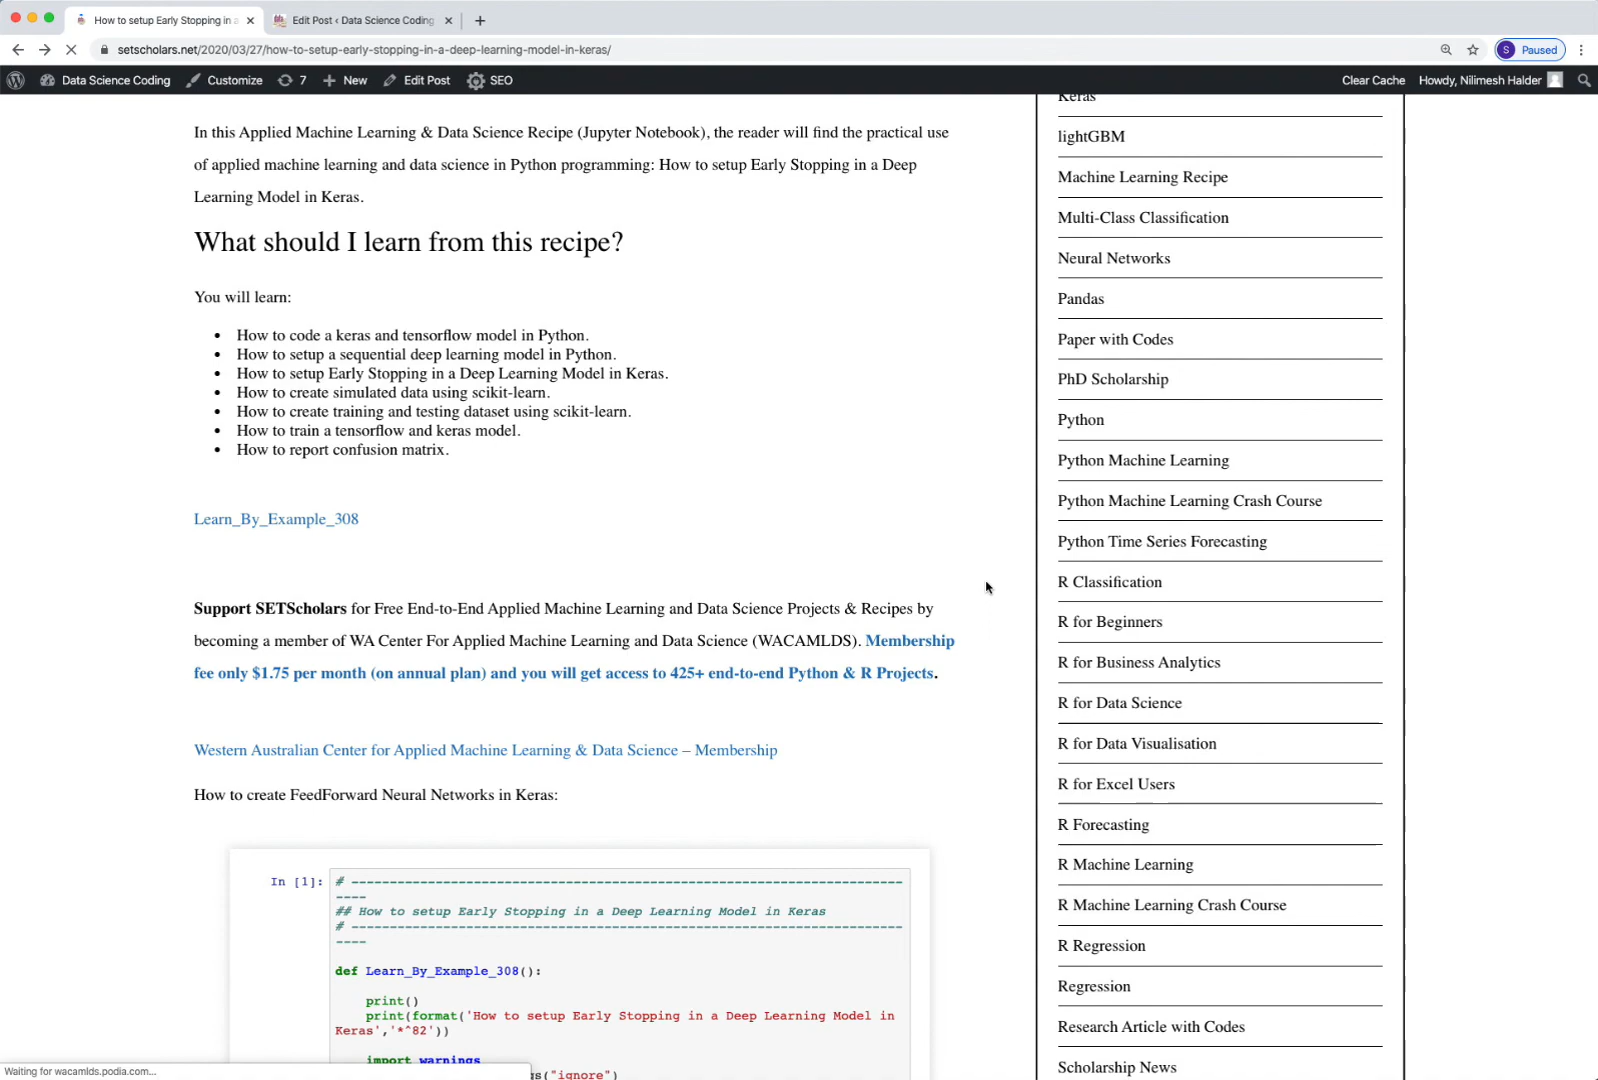 How to setup Early Stopping in a
Edit Post ‹ Data Science Coding
setscholars.net/2020/03/27/how-to-setup-early-stopping-in-a-deep-learning-model-in-keras/
S Paused
Data Science Coding Customize 7 New Edit Post SEO Clear Cache Howdy, Nilimesh Halder
In this Applied Machine Learning & Data Science Recipe (Jupyter Notebook), the reader will find the practical use
of applied machine learning and data science in Python programming: How to setup Early Stopping in a Deep
Learning Model in Keras.
What should I learn from this recipe?
You will learn:
• How to code a keras and tensorflow model in Python.
• How to setup a sequential deep learning model in Python.
• How to setup Early Stopping in a Deep Learning Model in Keras.
• How to create simulated data using scikit-learn.
• How to create training and testing dataset using scikit-learn.
• How to train a tensorflow and keras model.
• How to report confusion matrix.
Learn_By_Example_308
Support SETScholars for Free End-to-End Applied Machine Learning and Data Science Projects & Recipes by
becoming a member of WA Center For Applied Machine Learning and Data Science (WACAMLDS). Membership
fee only $1.75 per month (on annual plan) and you will get access to 425+ end-to-end Python & R Projects.
Western Australian Center for Applied Machine Learning & Data Science – Membership
How to create FeedForward Neural Networks in Keras:
In [1]:
# ------------------------------------------------------------------------
----
## How to setup Early Stopping in a Deep Learning Model in Keras
# ------------------------------------------------------------------------
----
def Learn_By_Example_308():
print()
print(format('How to setup Early Stopping in a Deep Learning Model in
Keras','*^82'))
import warnings
gs("ignore")
Keras
lightGBM
Machine Learning Recipe
Multi-Class Classification
Neural Networks
Pandas
Paper with Codes
PhD Scholarship
Python
Python Machine Learning
Python Machine Learning Crash Course
Python Time Series Forecasting
R Classification
R for Beginners
R for Business Analytics
R for Data Science
R for Data Visualisation
R for Excel Users
R Forecasting
R Machine Learning
R Machine Learning Crash Course
R Regression
Regression
Research Article with Codes
Scholarship News
Waiting for wacamlds.podia.com...